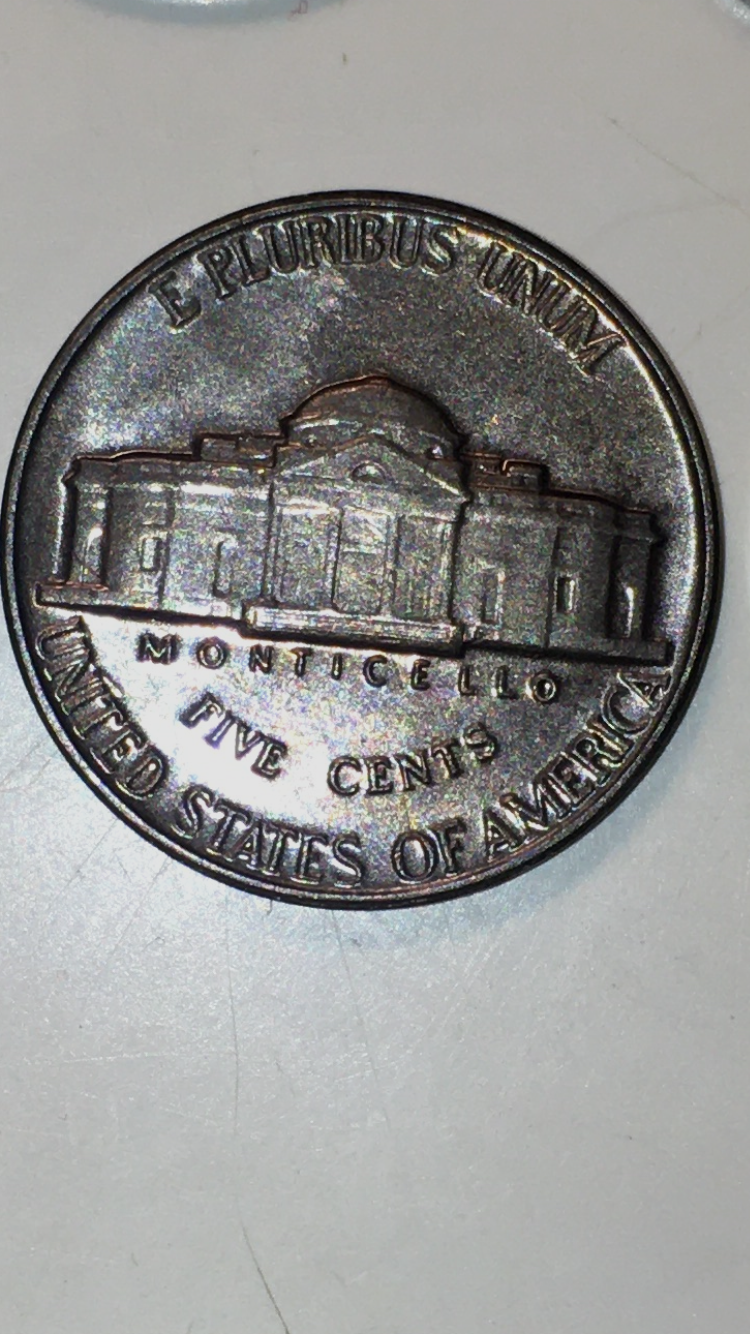 E PLURIBUS UNUM
MONTICELLO
FIVE CENTS
UNITED STATES OF AMERICA